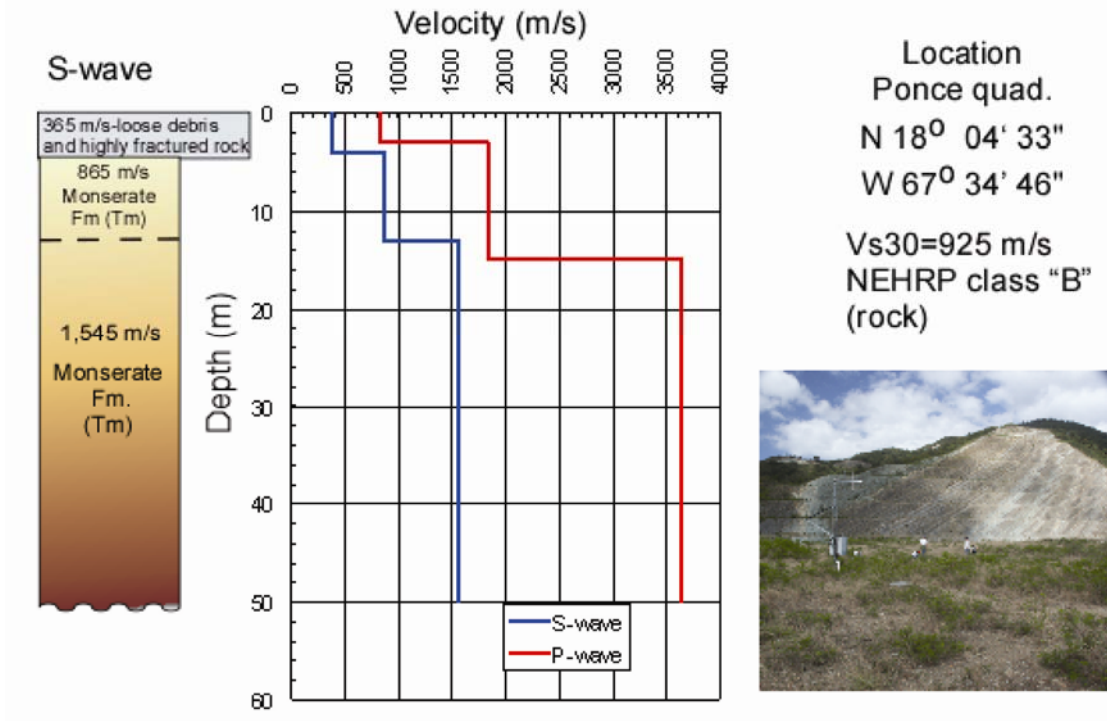 S-wave
365 m/s-loose debris
and highly fractured rock
865 m/s
Monserate
Fm (Tm)
1,545 m/s
Monserate
Fm.
(Tm)
Velocity (m/s)
0
500
1000
1500
2000
2500
3000
3500
4000
Depth (m)
0
10
20
30
40
50
60
S-wave
P-wave
Location
Ponce quad.
N 18⁰ 04' 33"
W 67⁰ 34' 46"
Vs30=925 m/s
NEHRP class “B”
(rock)